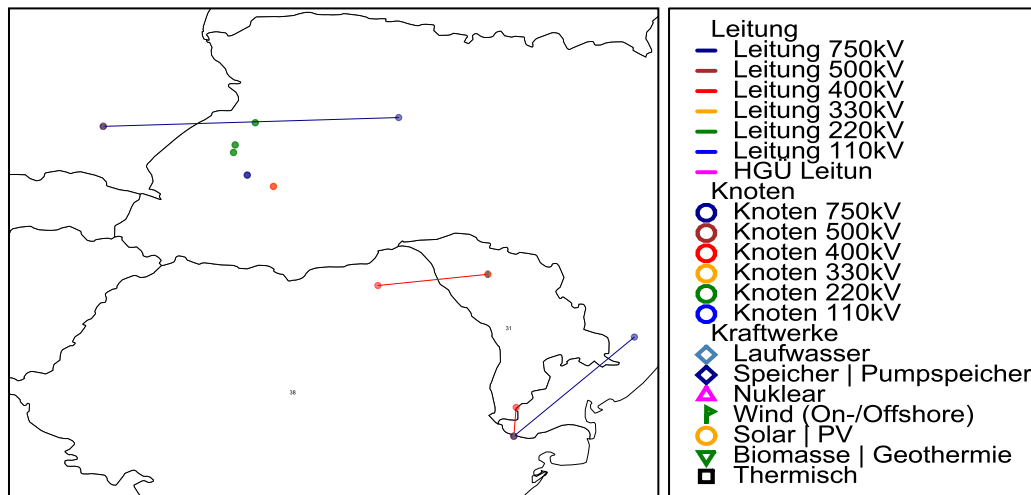 31
38
Leitung
Leitung 750kV
Leitung 500kV
Leitung 400kV
Leitung 330kV
Leitung 220kV
Leitung 110kV
HGÜ Leitun
Knoten
Knoten 750kV
Knoten 500kV
Knoten 400kV
Knoten 330kV
Knoten 220kV
Knoten 110kV
Kraftwerke
Laufwasser
Speicher | Pumpspeicher
Nuklear
Wind (On-/Offshore)
Solar | PV
Biomasse | Geothermie
Thermisch